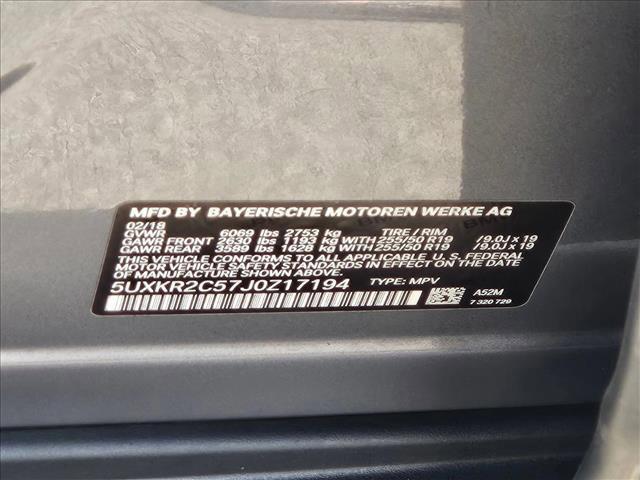 MFD BY BAYERISCHE MOTOREN WERKE AG
02/18
GVWR 6069 lbs 2753 kg TIRE / RIM
GAWR FRONT 2630 lbs 1193 kg WITH 255/50 R19 /9.0J x 19
GAWR REAR 3589 lbs 1628 kg WITH 255/50 R19 /9.0J x 19
THIS VEHICLE CONFORMS TO ALL APPLICABLE U.S. FEDERAL
MOTOR VEHICLE SAFETY STANDARDS IN EFFECT ON THE
DATE OF MANUFACTURE SHOWN ABOVE.
5UXKR2C57J0Z17194 TYPE: MPV
A52M
7 320 729